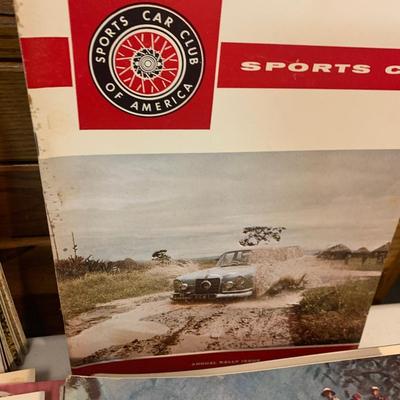 SPORTS CAR CLUB
OF AMERICA
SPORTS C
ANNUAL RALLY ISSUE